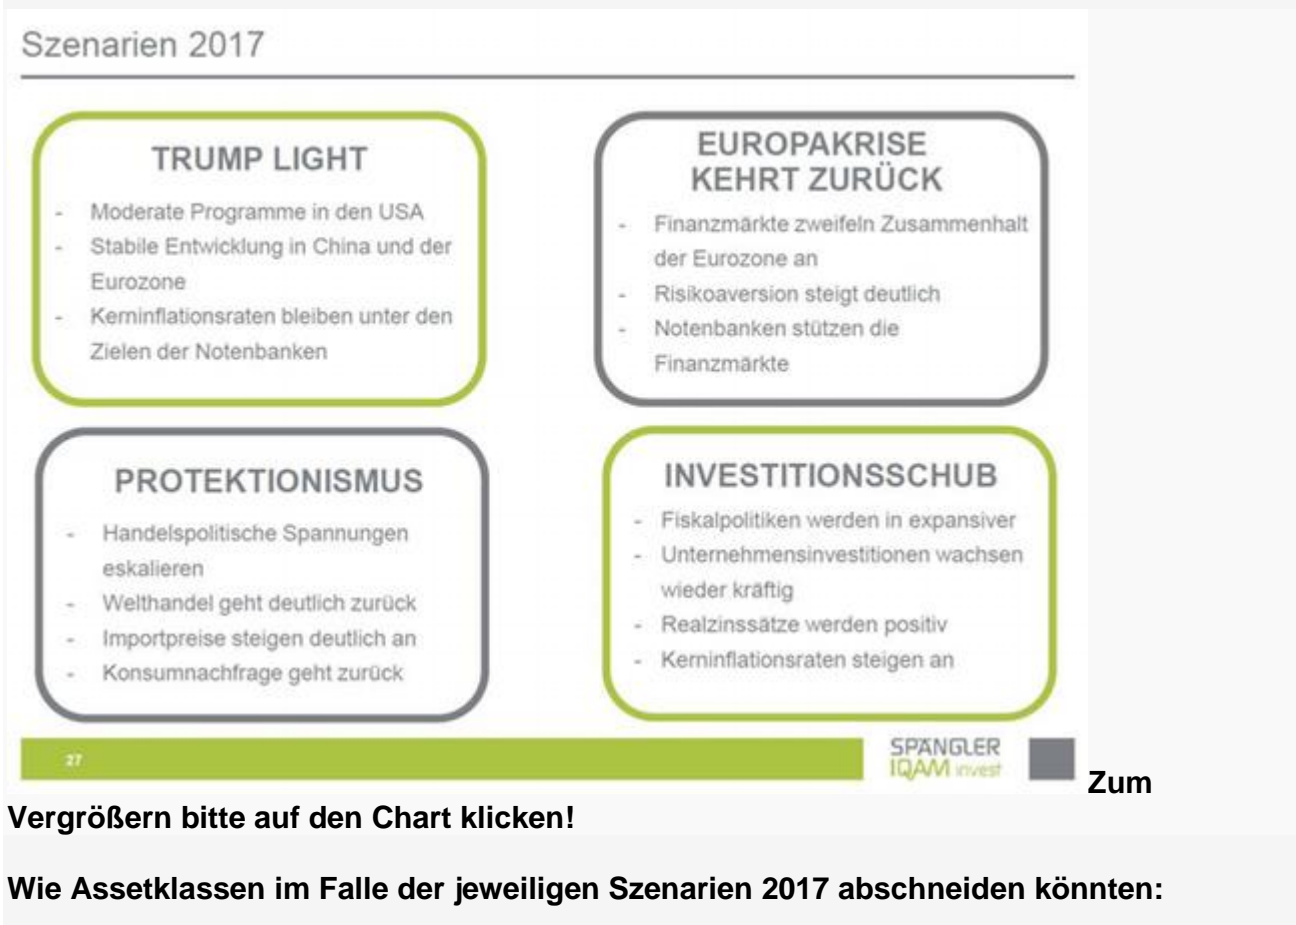 Szenarien 2017
TRUMP LIGHT
- Moderate Programme in den USA
- Stabile Entwicklung in China und der
Eurozone
- Kerninflationsraten bleiben unter den
Zielen der Notenbanken
EUROPAKRISE
KEHRT ZURÜCK
- Finanzmärkte zweifeln Zusammenhalt
der Eurozone an
- Risikoaversion steigt deutlich
- Notenbanken stützen die
Finanzmärkte
PROTEKTIONISMUS
- Handelspolitische Spannungen
eskalieren
- Welthandel geht deutlich zurück
- Importpreise steigen deutlich an
- Konsumnachfrage geht zurück
INVESTITIONSSCHUB
- Fiskalpolitiken werden in expansiver
- Unternehmensinvestitionen wachsen
wieder kräftig
- Realzinssätze werden positiv
- Kerninflationsraten steigen an
27
SPÄNGLER
IQAM invest
Zum
Vergrößern bitte auf den Chart klicken!
Wie Assetklassen im Falle der jeweiligen Szenarien 2017 abschneiden könnten: